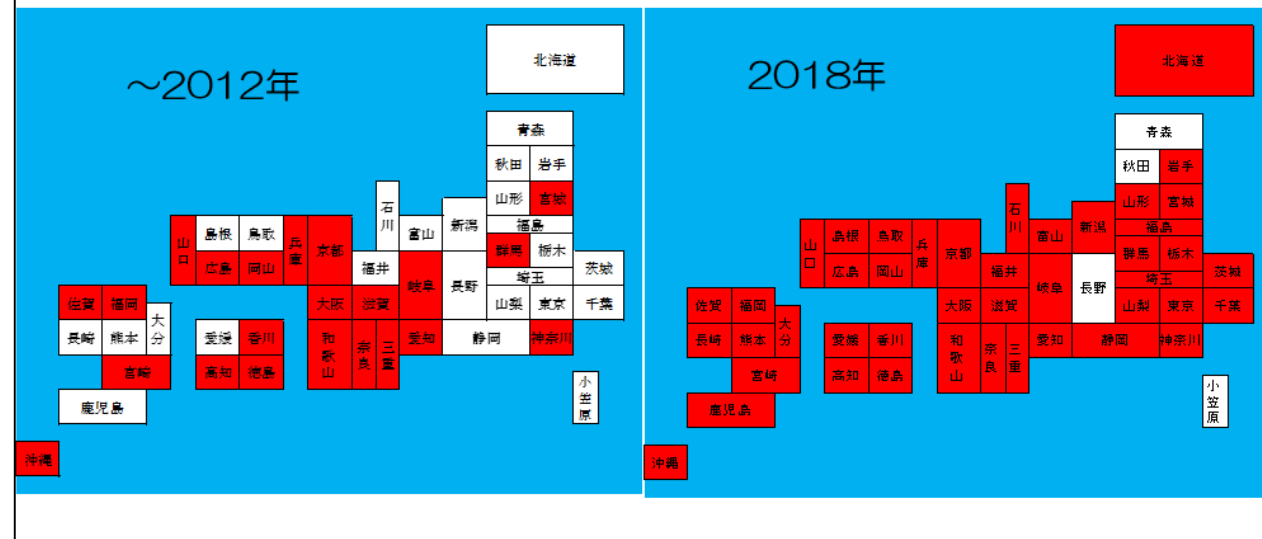 ～2012年
北海道
青森
秋田
岩手
山形
宮城
石川
新潟
福島
富山
山口
島根
鳥取
兵庫
京都
群馬
栃木
福井
広島
岡山
岐阜
長野
埼玉
茨城
佐賀
福岡
大阪
滋賀
山梨
東京
千葉
長崎
熊本
大分
愛媛
香川
和歌山
奈良
三重
愛知
静岡
神奈川
宮崎
高知
徳島
鹿児島
小笠原
沖縄
2018年
北海道
青森
秋田
岩手
山形
宮城
石川
新潟
福島
富山
山口
島根
鳥取
兵庫
京都
群馬
栃木
福井
広島
岡山
岐阜
長野
埼玉
茨城
佐賀
福岡
大阪
滋賀
山梨
東京
千葉
長崎
熊本
大分
愛媛
香川
和歌山
奈良
三重
愛知
静岡
神奈川
宮崎
高知
徳島
鹿児島
小笠原
沖縄